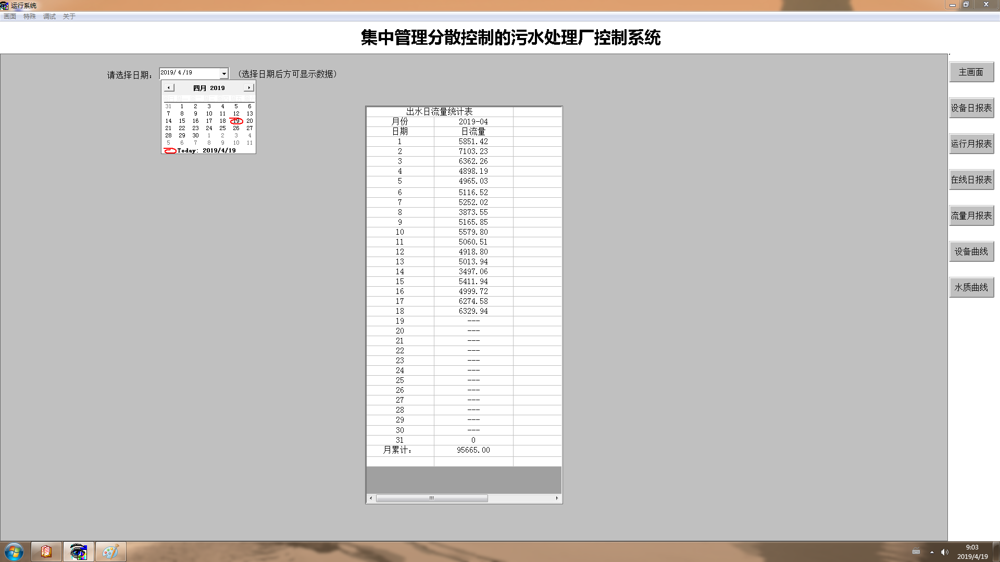 运行系统
画面 特殊 调试 关于
集中管理分散控制的污水处理厂控制系统
请选择日期： 2019/ 4 /19 （选择日期后方可显示数据）
四月 2019
周日 周一 周二 周三 周四 周五 周六
31 1 2 3 4 5 6
7 8 9 10 11 12 13
14 15 16 17 18 19 20
21 22 23 24 25 26 27
28 29 30 1 2 3 4
5 6 7 8 9 10 11
Today: 2019/4/19
出水日流量统计表
月份 2019-04
日期 日流量
1 5851.42
2 7103.23
3 6362.26
4 4898.19
5 4965.03
6 5116.52
7 5252.02
8 3873.55
9 5165.85
10 5579.80
11 5060.51
12 4918.80
13 5013.94
14 3497.06
15 5411.94
16 4999.72
17 6274.58
18 6329.94
19 ---
20 ---
21 ---
22 ---
23 ---
24 ---
25 ---
26 ---
27 ---
28 ---
29 ---
30 ---
31 0
月累计： 95665.00
主画面
设备日报表
运行月报表
在线日报表
流量月报表
设备曲线
水质曲线
9:03
2019/4/19